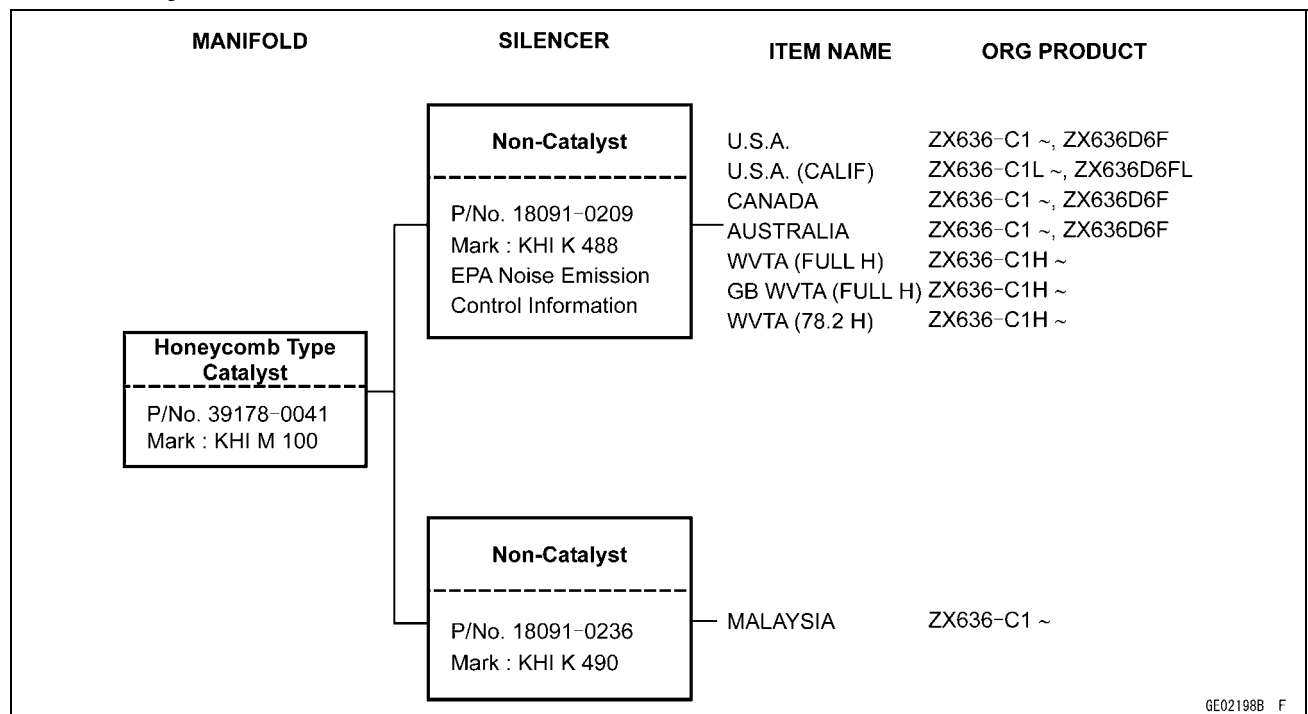 MANIFOLD
SILENCER
ITEM NAME
ORG PRODUCT
Non-Catalyst
P/No. 18091-0209
Mark : KHI K 488
EPA Noise Emission
Control Information
U.S.A. ZX636-C1 ~, ZX636D6F
U.S.A. (CALIF) ZX636-C1L ~, ZX636D6FL
CANADA ZX636-C1 ~, ZX636D6F
AUSTRALIA ZX636-C1 ~, ZX636D6F
WVTA (FULL H) ZX636-C1H ~
GB WVTA (FULL H) ZX636-C1H ~
WVTA (78.2 H) ZX636-C1H ~
Honeycomb Type
Catalyst
P/No. 39178-0041
Mark : KHI M 100
Non-Catalyst
P/No. 18091-0236
Mark : KHI K 490
MALAYSIA ZX636-C1 ~
GE02198B F